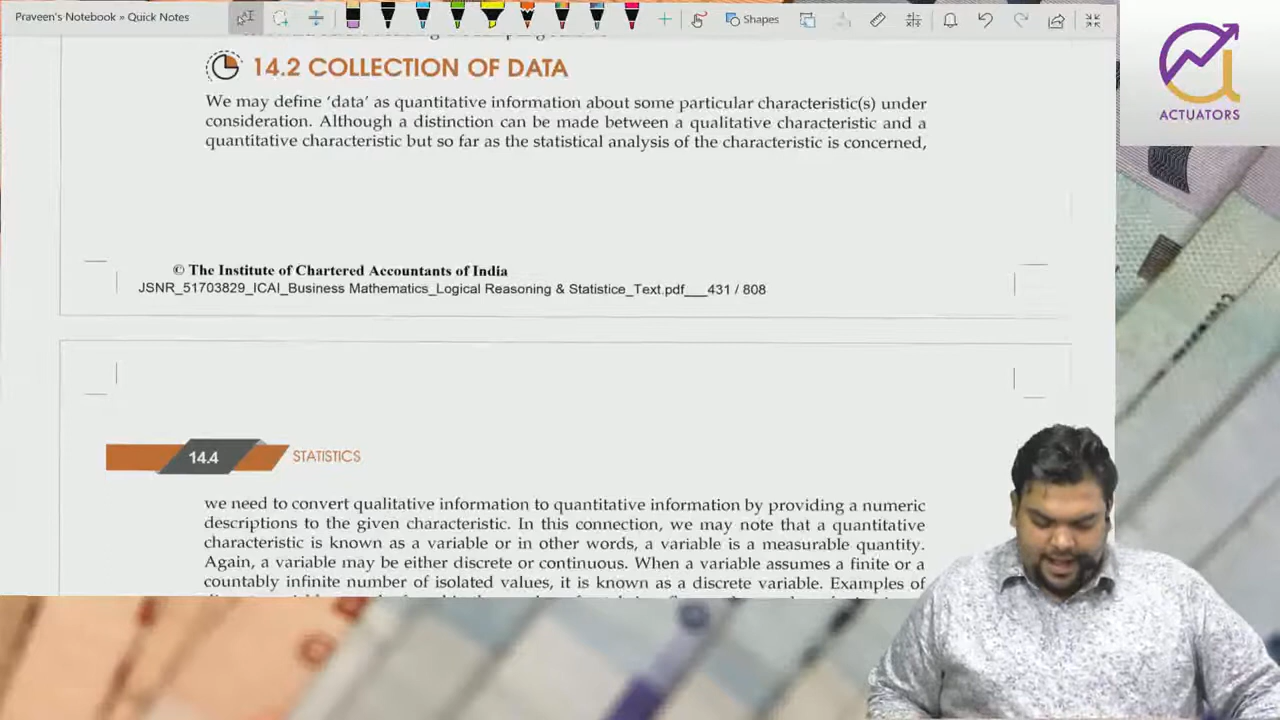 Praveen's Notebook » Quick Notes
Shapes
ACTUATORS
14.2 COLLECTION OF DATA
We may define ‘data’ as quantitative information about some particular characteristic(s) under
consideration. Although a distinction can be made between a qualitative characteristic and a
quantitative characteristic but so far as the statistical analysis of the characteristic is concerned,
© The Institute of Chartered Accountants of India
JSNR_51703829_ICAI_Business Mathematics_Logical Reasoning & Statistice_Text.pdf___431 / 808
14.4
STATISTICS
we need to convert qualitative information to quantitative information by providing a numeric
descriptions to the given characteristic. In this connection, we may note that a quantitative
characteristic is known as a variable or in other words, a variable is a measurable quantity.
Again, a variable may be either discrete or continuous. When a variable assumes a finite or a
countably infinite number of isolated values, it is known as a discrete variable. Examples of